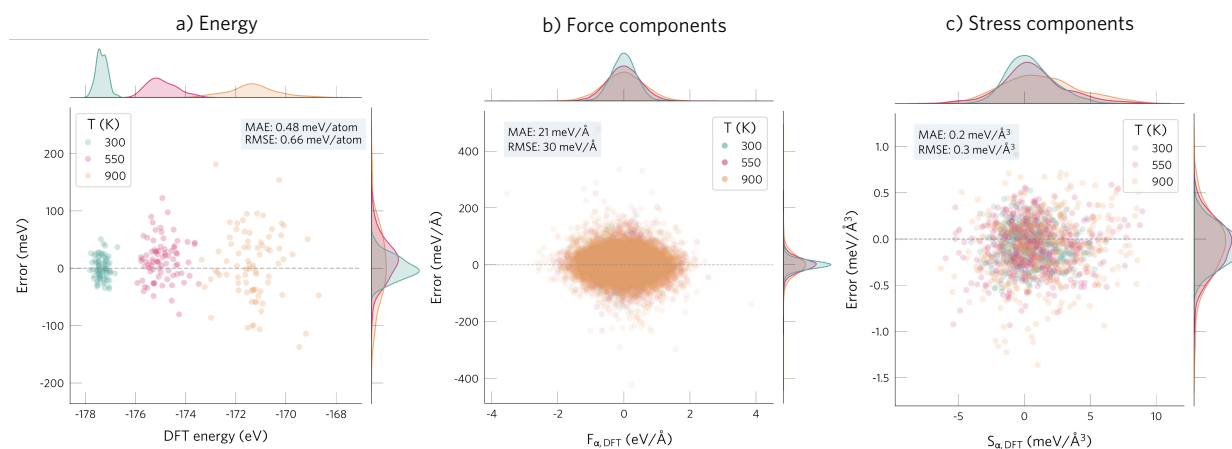 a) Energy
b) Force components
c) Stress components
T (K)
300
550
900
MAE: 0.48 meV/atom
RMSE: 0.66 meV/atom
200
100
0
-100
-200
Error (meV)
-178
-176
-174
-172
-170
-168
DFT energy (eV)
MAE: 21 meV/Å
RMSE: 30 meV/Å
T (K)
300
550
900
400
200
0
-200
-400
Error (meV/Å)
-4
-2
0
2
4
Fα,DFT (eV/Å)
MAE: 0.2 meV/Å³
RMSE: 0.3 meV/Å³
T (K)
300
550
900
1.0
0.5
0.0
-0.5
-1.0
-1.5
Error (meV/Å³)
-5
0
5
10
Sα,DFT (meV/Å³)